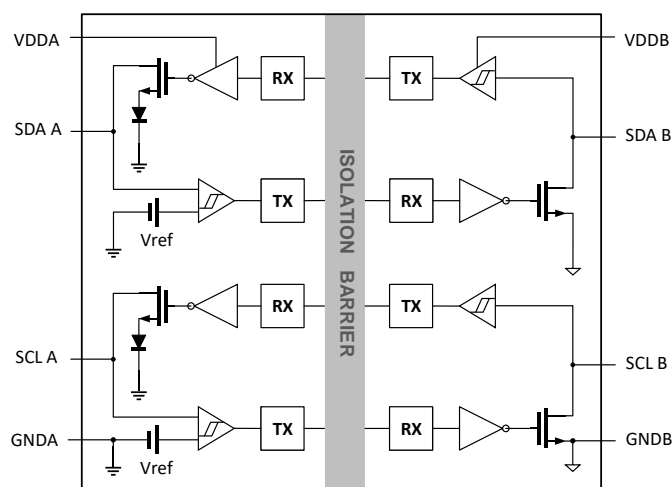 VDDA
VDDB
RX
TX
SDA A
SDA B
TX
RX
Vref
ISOLATION BARRIER
RX
TX
SCL A
SCL B
TX
RX
GNDA
GNDB
Vref